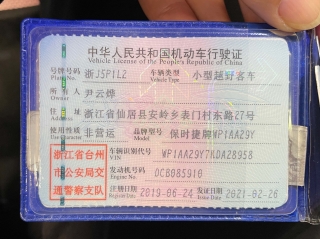 中华人民共和国机动车行驶证
Vehicle License of the People's Republic of China
号牌号码 浙J5P1LZ 车辆类型 小型越野客车
Plate No. Vehicle Type
所有人 尹云烨
Owner
住址 浙江省仙居县安岭乡表门村东路27号
Address
使用性质 非营运 品牌型号 保时捷牌WP1AA29Y
Use Character Model
浙江省台州市公安局交通警察支队
车辆识别代号 WP1AA29Y7KDA28958
VIN
发动机号码 DCB085910
Engine No.
注册日期 2019-06-24 发证日期 2021-02-26
Register Date Issue Date